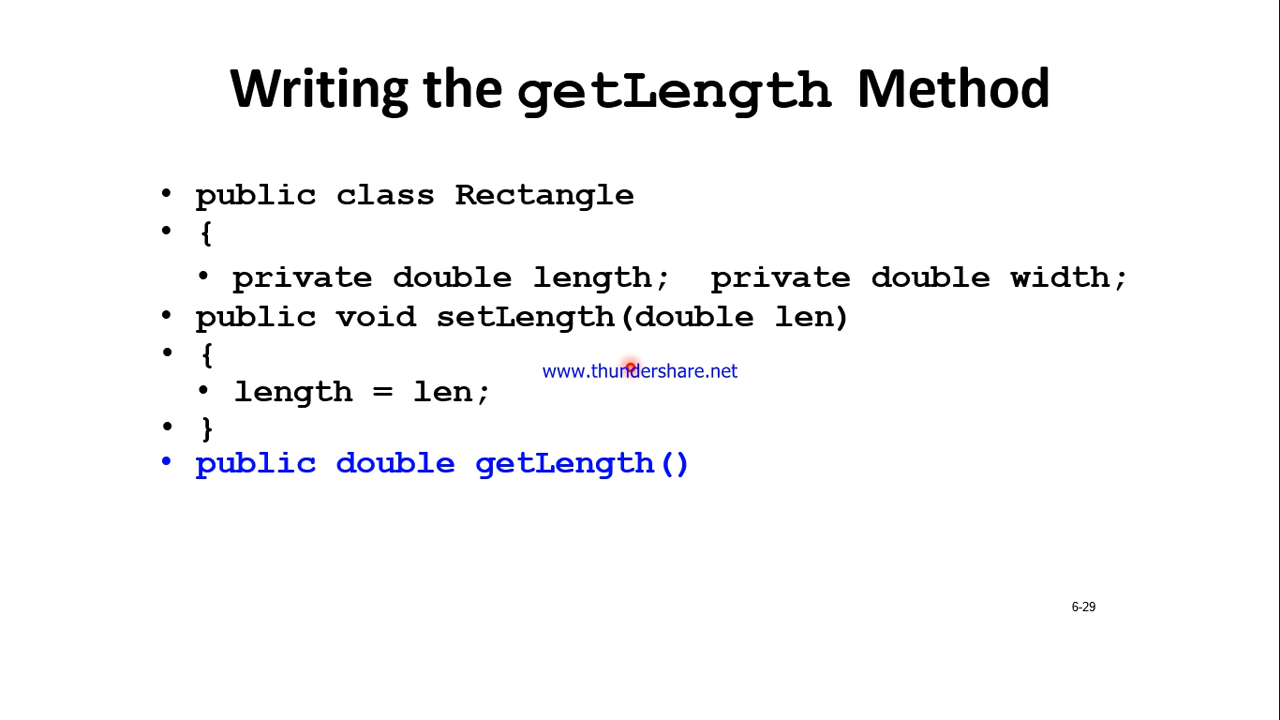 Writing the getLength Method
• public class Rectangle
• {
• private double length; private double width;
• public void setLength(double len)
• {
www.thundershare.net
• length = len;
• }
• public double getLength()
6-29